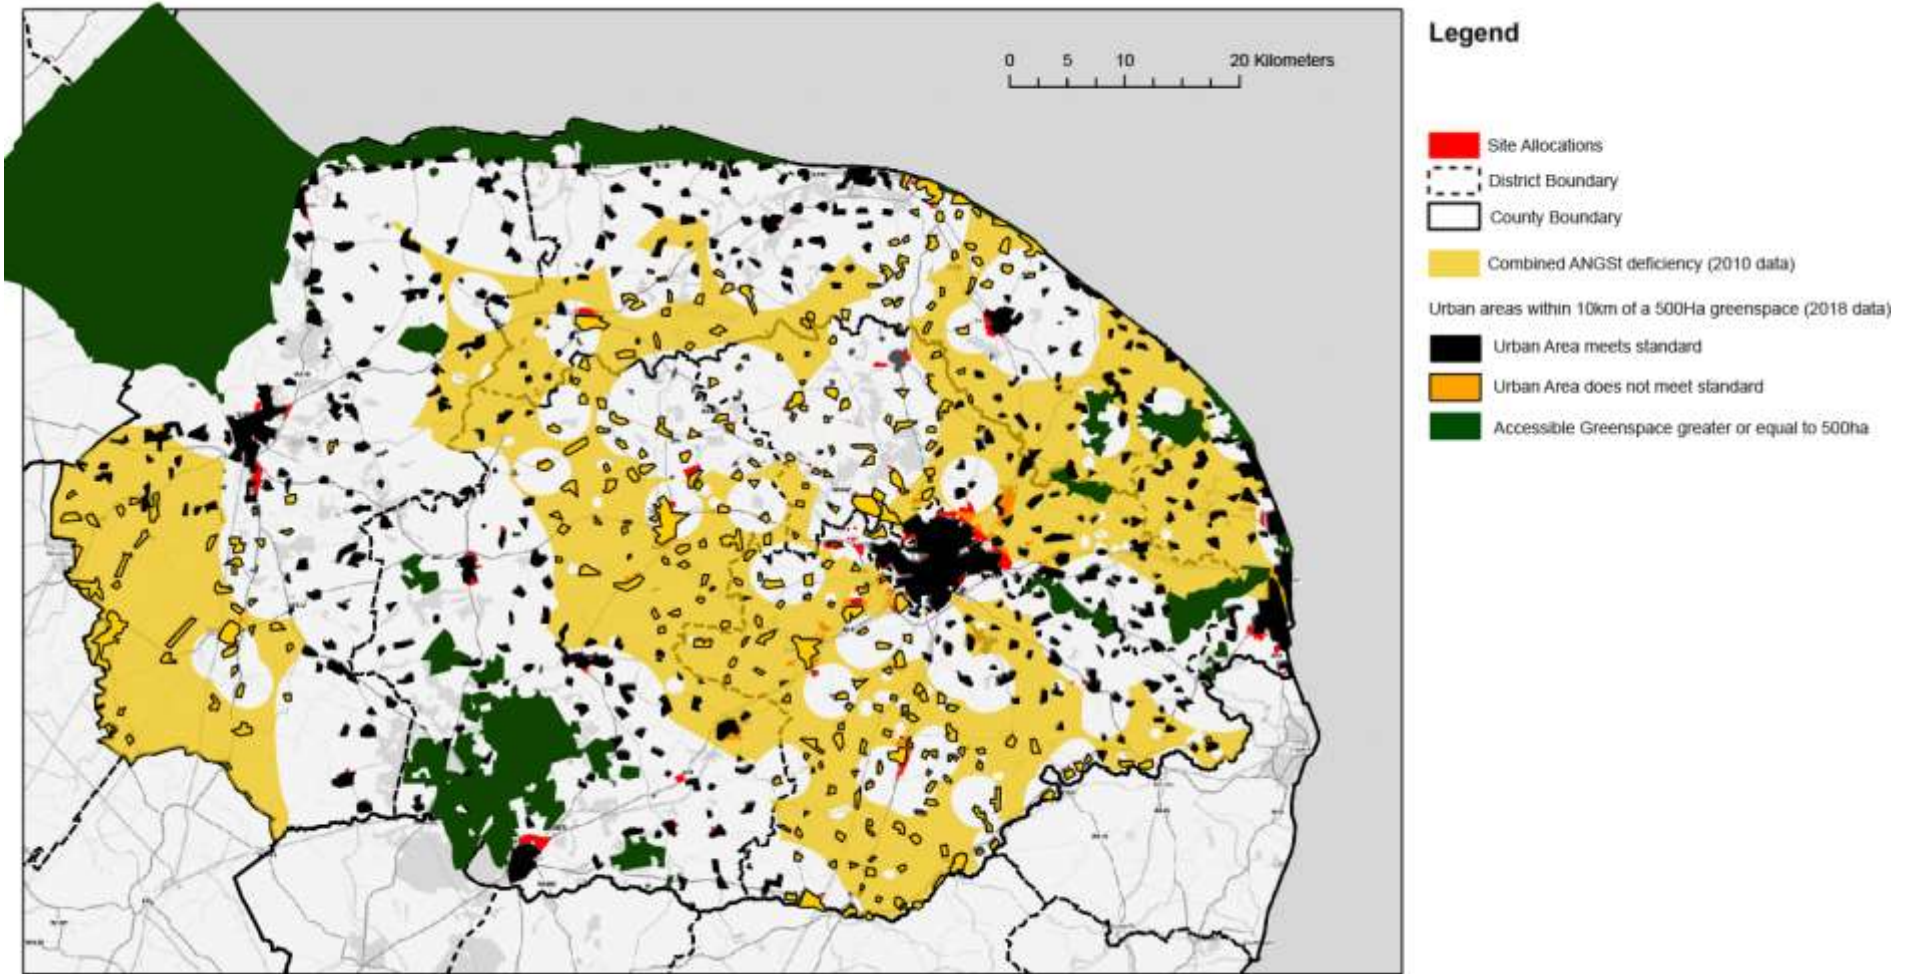 Legend
0 5 10 20 Kilometers
Site Allocations
District Boundary
County Boundary
Combined ANGSt deficiency (2010 data)
Urban areas within 10km of a 500Ha greenspace (2018 data)
Urban Area meets standard
Urban Area does not meet standard
Accessible Greenspace greater or equal to 500ha